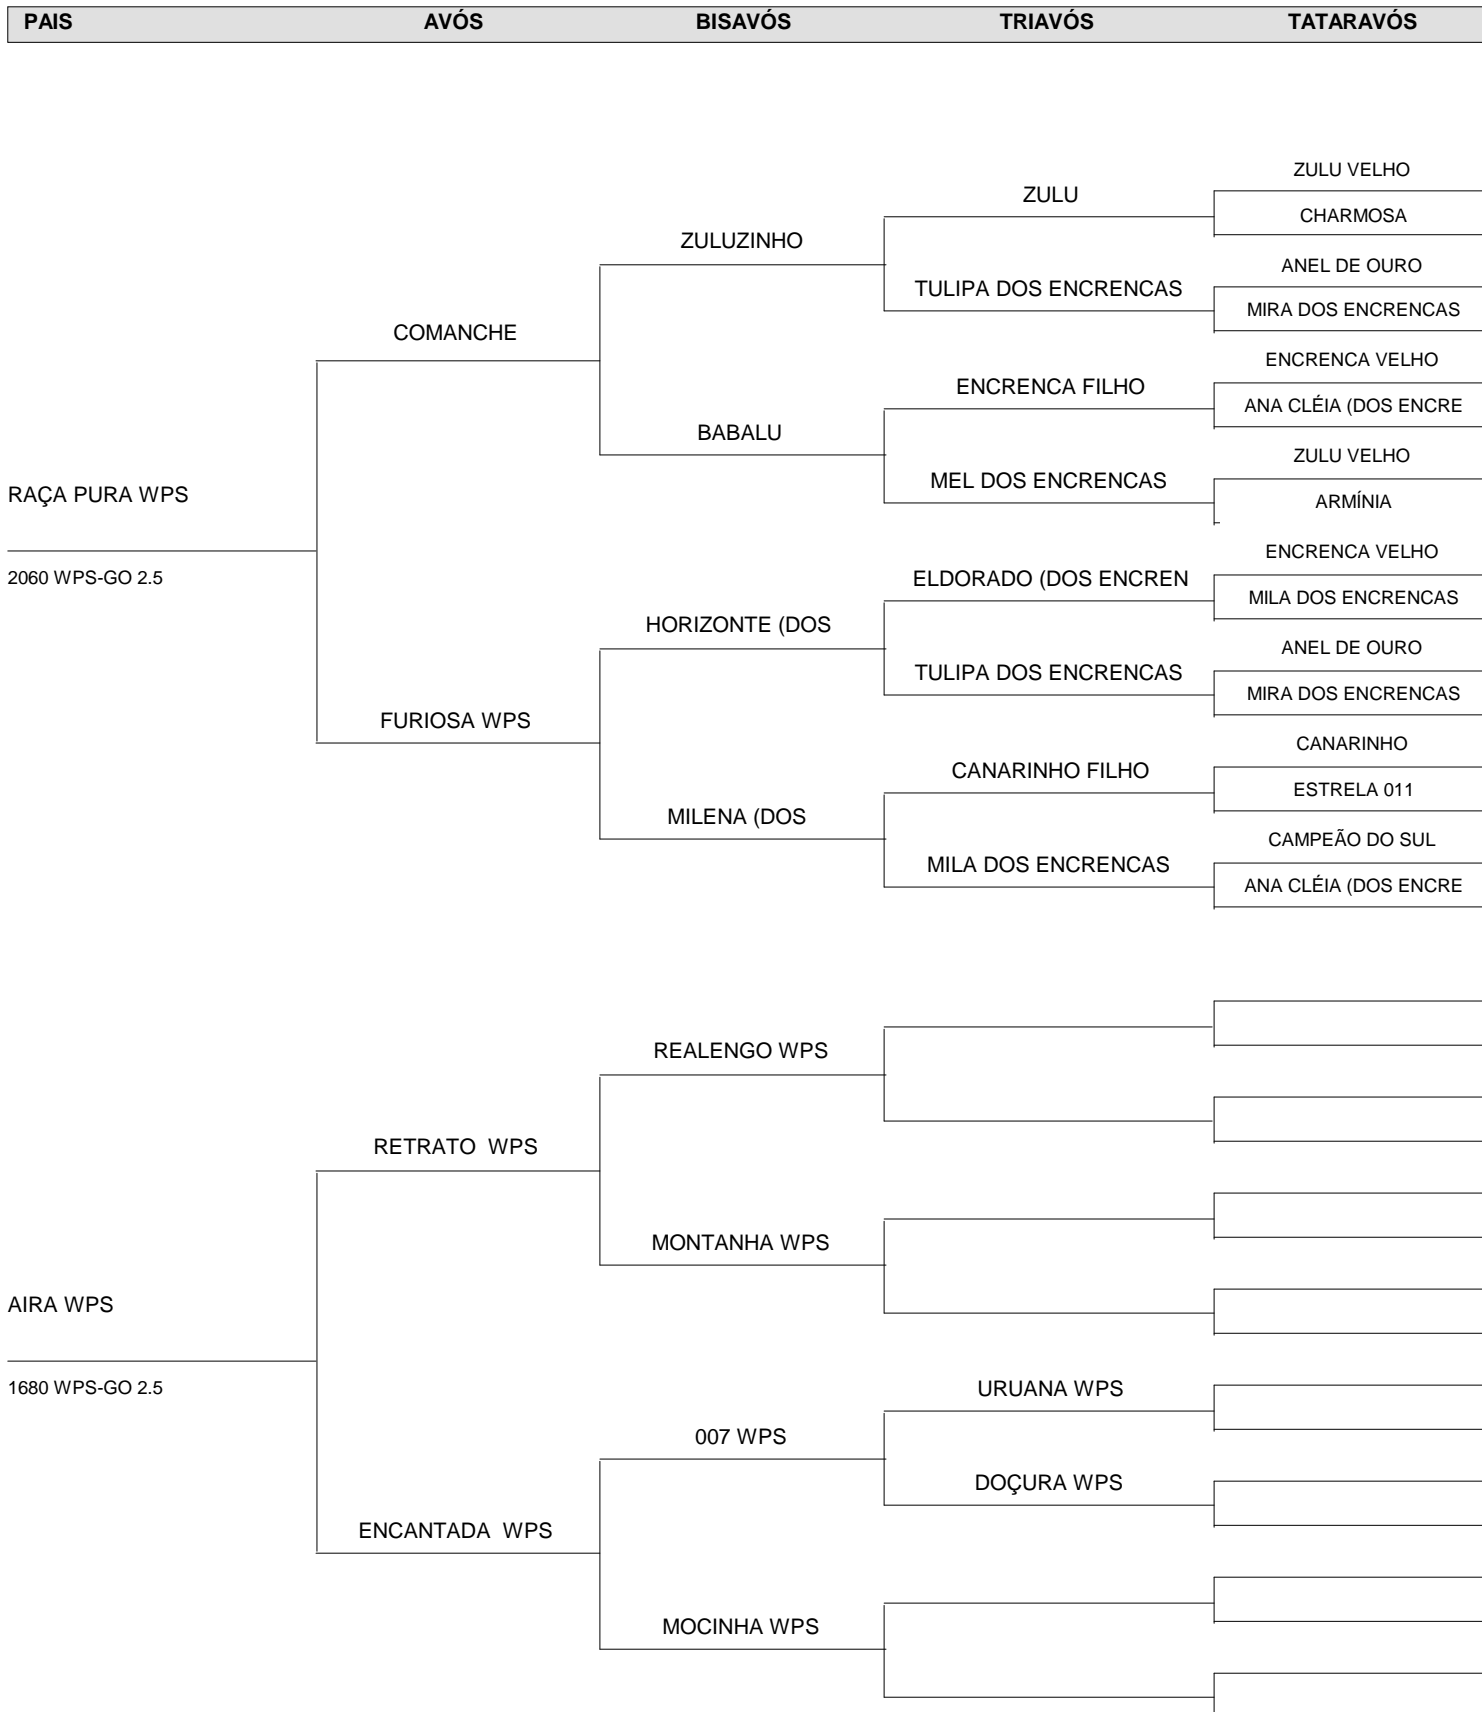 PAIS AVÓS BISAVÓS TRIAVÓS TATARAVÓS
ZULU VELHO
ZULU
CHARMOSA
ZULUZINHO
ANEL DE OURO
TULIPA DOS ENCRENCAS
MIRA DOS ENCRENCAS
COMANCHE
ENCRENCA VELHO
ENCRENCA FILHO
ANA CLÉIA (DOS ENCRE
BABALU
ZULU VELHO
MEL DOS ENCRENCAS
RAÇA PURA WPS
ARMÍNIA
ENCRENCA VELHO
2060 WPS-GO 2.5
ELDORADO (DOS ENCREN
MILA DOS ENCRENCAS
HORIZONTE (DOS
ANEL DE OURO
TULIPA DOS ENCRENCAS
MIRA DOS ENCRENCAS
FURIOSA WPS
CANARINHO
CANARINHO FILHO
ESTRELA 011
MILENA (DOS
CAMPEÃO DO SUL
MILA DOS ENCRENCAS
ANA CLÉIA (DOS ENCRE
REALENGO WPS
RETRATO WPS
MONTANHA WPS
AIRA WPS
1680 WPS-GO 2.5
URUANA WPS
007 WPS
DOÇURA WPS
ENCANTADA WPS
MOCINHA WPS